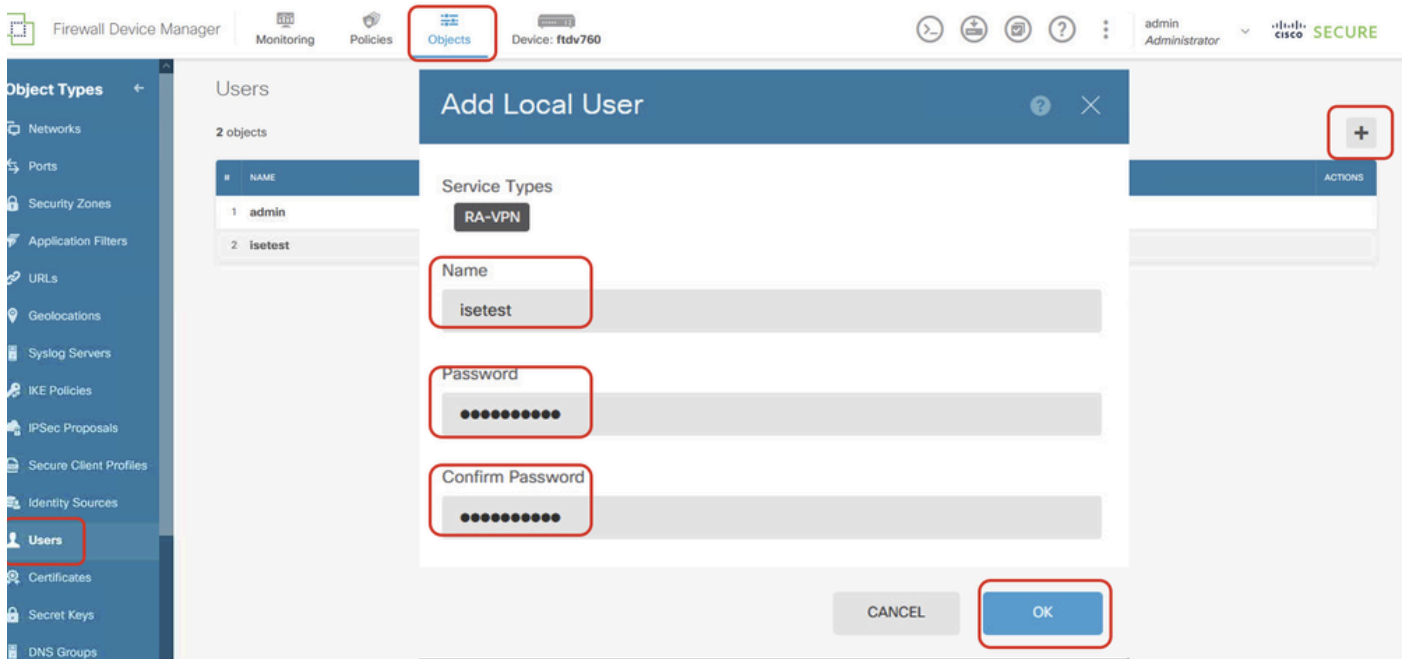 Firewall Device Manager
Monitoring
Policies
Objects
Device: ftdv760
admin
Administrator
cisco SECURE
Object Types
Networks
Ports
Security Zones
Application Filters
URLs
Geolocations
Syslog Servers
IKE Policies
IPSec Proposals
Secure Client Profiles
Identity Sources
Users
Certificates
Secret Keys
DNS Groups
Users
2 objects
# NAME
ACTIONS
1 admin
2 isetest
Add Local User
Service Types
RA-VPN
Name
isetest
Password
●●●●●●●●●●
Confirm Password
●●●●●●●●●●
CANCEL
OK